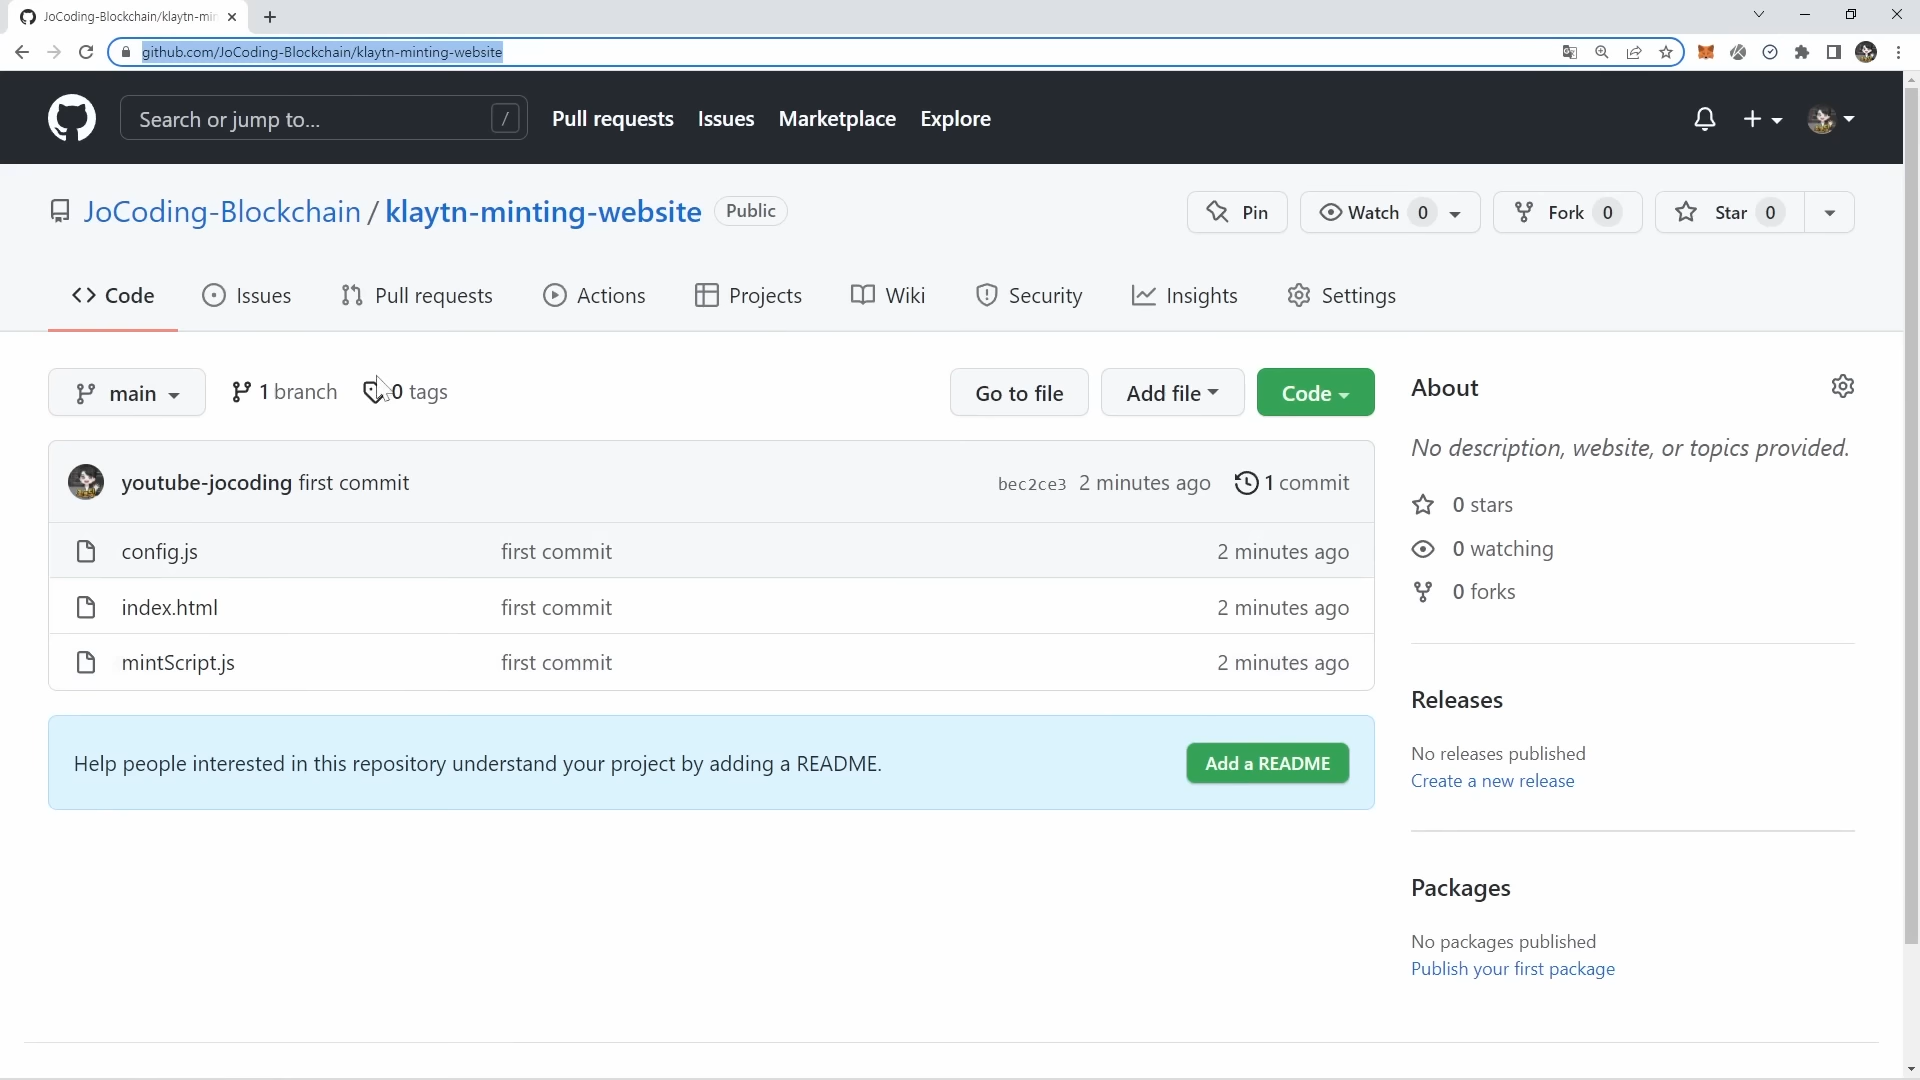 JoCoding-Blockchain/klaytn-min
github.com/JoCoding-Blockchain/klaytn-minting-website
Search or jump to... /
Pull requests Issues Marketplace Explore
JoCoding-Blockchain / klaytn-minting-website Public
Pin Watch 0 Fork 0 Star 0
Code Issues Pull requests Actions Projects Wiki Security Insights Settings
main 1 branch 0 tags Go to file Add file Code
youtube-jocoding first commit bec2ce3 2 minutes ago 1 commit
config.js first commit 2 minutes ago
index.html first commit 2 minutes ago
mintScript.js first commit 2 minutes ago
Help people interested in this repository understand your project by adding a README. Add a README
About
No description, website, or topics provided.
0 stars
0 watching
0 forks
Releases
No releases published
Create a new release
Packages
No packages published
Publish your first package